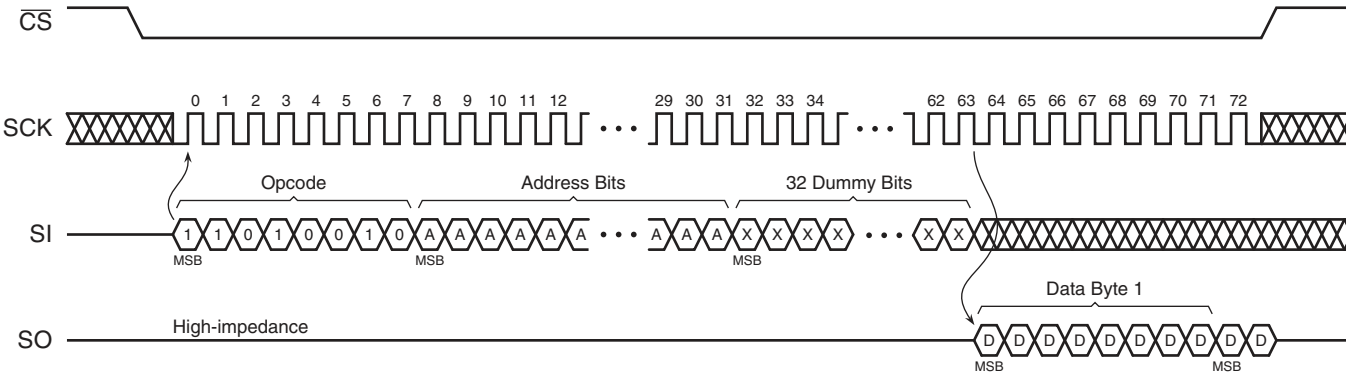 CS
0 1 2 3 4 5 6 7 8 9 10 11 12 29 30 31 32 33 34 62 63 64 65 66 67 68 69 70 71 72
SCK
Opcode Address Bits 32 Dummy Bits
SI 1 1 0 1 0 0 1 0 A A A A A A A A A X X X X X X
MSB MSB MSB
Data Byte 1
High-impedance
SO D D D D D D D D D D
MSB MSB